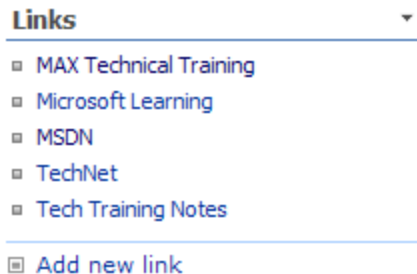 Links
MAX Technical Training
Microsoft Learning
MSDN
TechNet
Tech Training Notes
Add new link